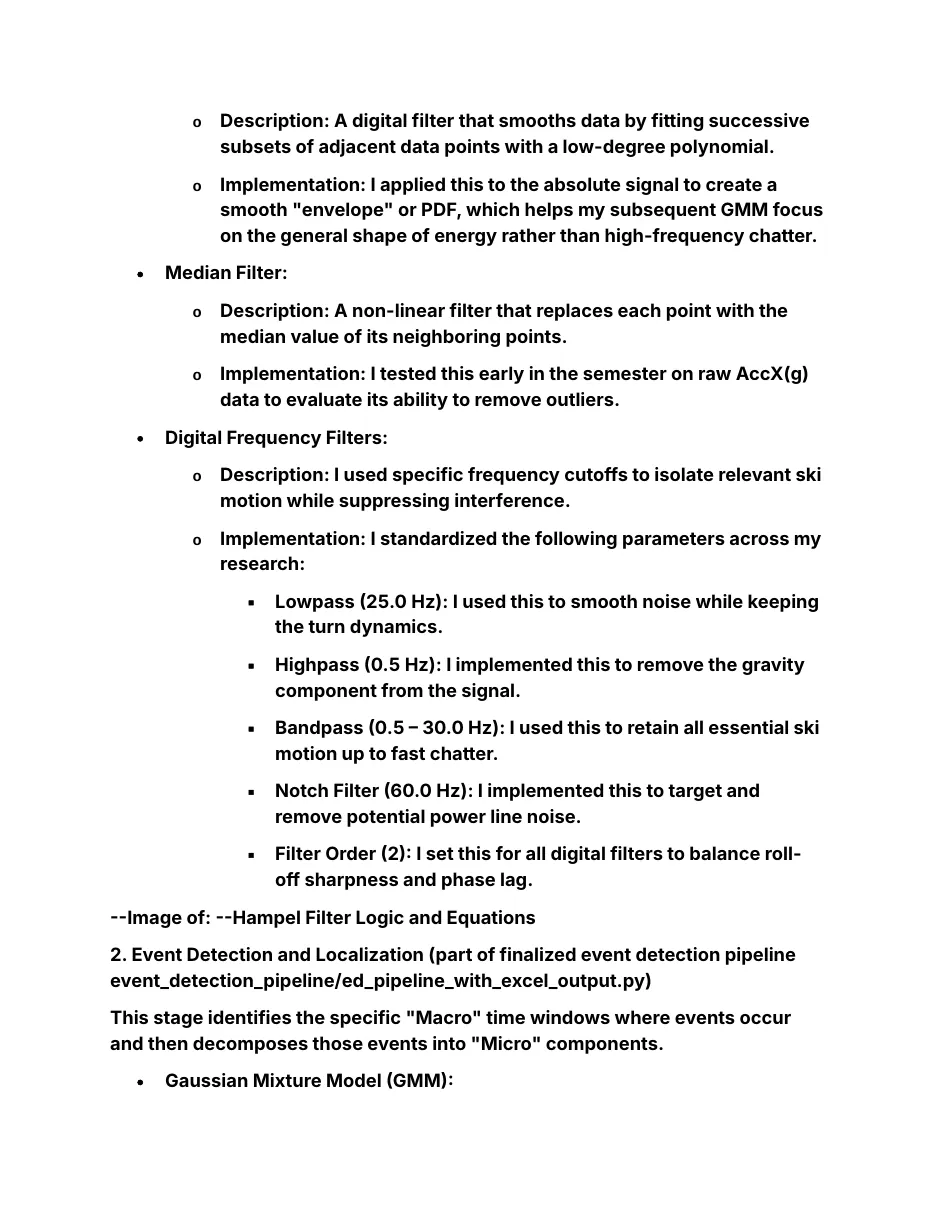 o Description: A digital filter that smooths data by fitting successive
subsets of adjacent data points with a low-degree polynomial.
o Implementation: I applied this to the absolute signal to create a
smooth "envelope" or PDF, which helps my subsequent GMM focus
on the general shape of energy rather than high-frequency chatter.
• Median Filter:
o Description: A non-linear filter that replaces each point with the
median value of its neighboring points.
o Implementation: I tested this early in the semester on raw AccX(g)
data to evaluate its ability to remove outliers.
• Digital Frequency Filters:
o Description: I used specific frequency cutoffs to isolate relevant ski
motion while suppressing interference.
o Implementation: I standardized the following parameters across my
research:
▪ Lowpass (25.0 Hz): I used this to smooth noise while keeping
the turn dynamics.
▪ Highpass (0.5 Hz): I implemented this to remove the gravity
component from the signal.
▪ Bandpass (0.5 – 30.0 Hz): I used this to retain all essential ski
motion up to fast chatter.
▪ Notch Filter (60.0 Hz): I implemented this to target and
remove potential power line noise.
▪ Filter Order (2): I set this for all digital filters to balance roll-
off sharpness and phase lag.
--Image of: --Hampel Filter Logic and Equations
2. Event Detection and Localization (part of finalized event detection pipeline
event_detection_pipeline/ed_pipeline_with_excel_output.py)
This stage identifies the specific "Macro" time windows where events occur
and then decomposes those events into "Micro" components.
• Gaussian Mixture Model (GMM):